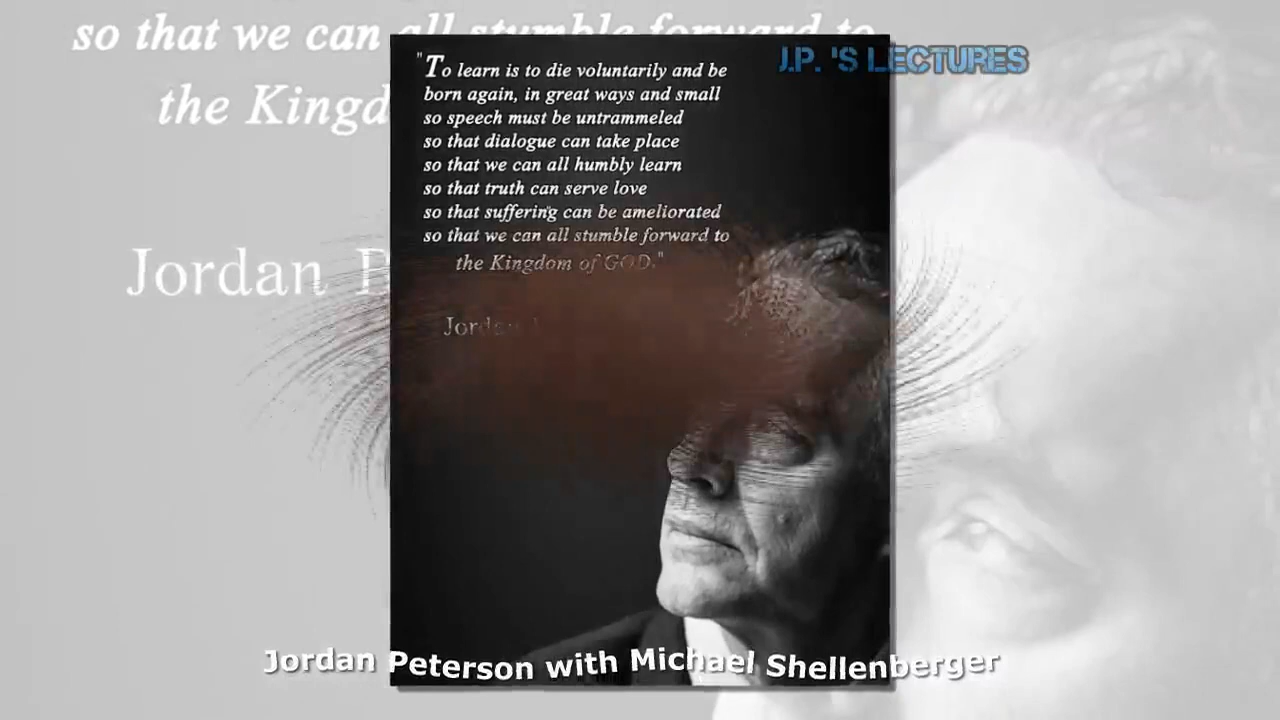 so that we can all stumble forward to
the Kingd
J.P. 'S LECTURES
"To learn is to die voluntarily and be
born again, in great ways and small
so speech must be untrammeled
so that dialogue can take place
so that we can all humbly learn
so that truth can serve love
so that suffering can be ameliorated
so that we can all stumble forward to
the Kingdom of GOD."
Jordan P
Jordan
Jordan Peterson with Michael Shellenberger